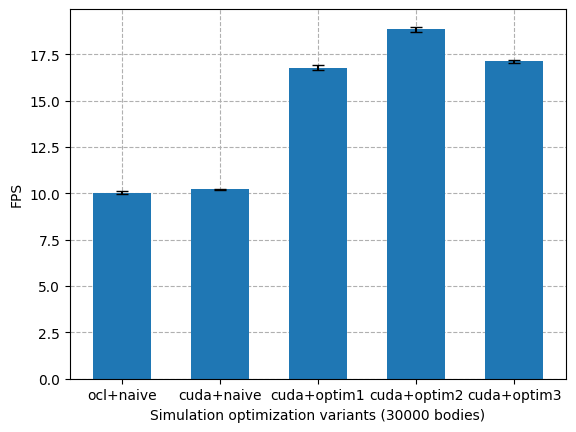 17.5
15.0
12.5
10.0
7.5
5.0
2.5
0.0
FPS
ocl+naive cuda+naive cuda+optim1 cuda+optim2 cuda+optim3
Simulation optimization variants (30000 bodies)